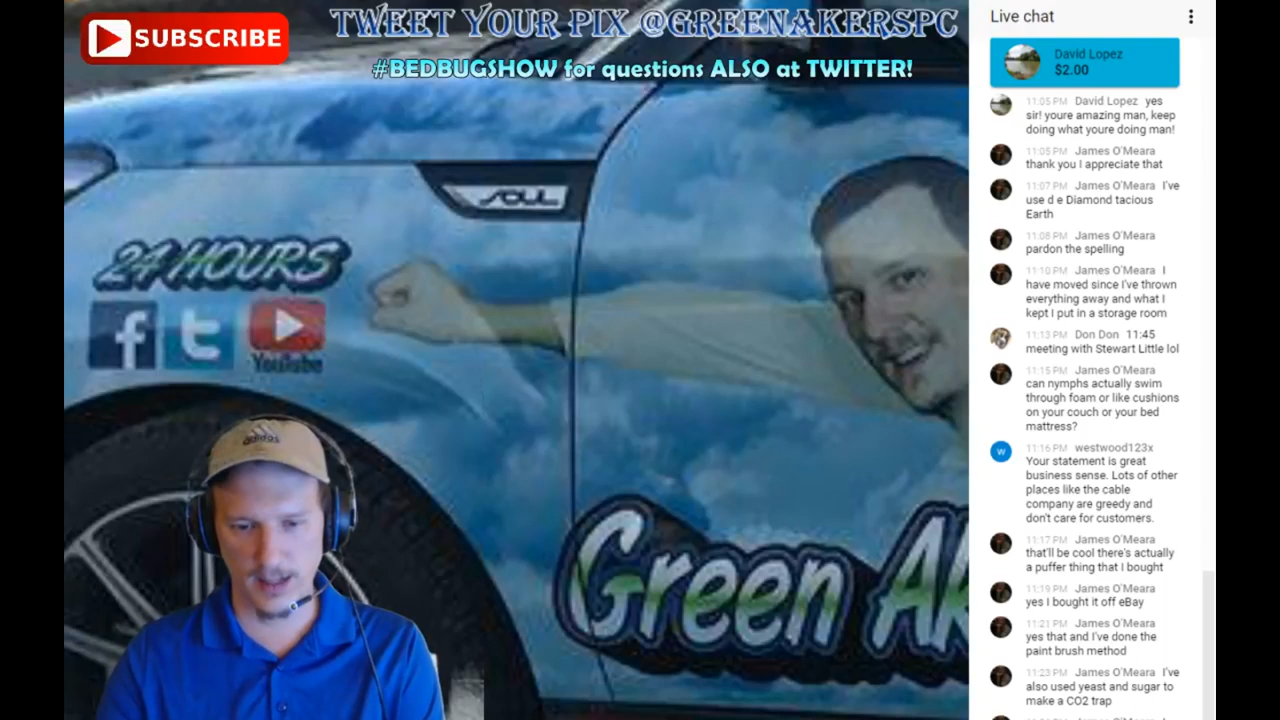 SUBSCRIBE
TWEET YOUR PIX @GREENAKERSPC
#BEDBUGSHOW for questions ALSO at TWITTER!
SOUL
24 HOURS
f t
YouTube
adidas
Green Ak
Live chat
David Lopez
$2.00
11:05 PM David Lopez yes
sir! youre amazing man, keep
doing what youre doing man!
11:05 PM James O'Meara
thank you I appreciate that
11:07 PM James O'Meara I've
use d e Diamond tacious
Earth
11:08 PM James O'Meara
pardon the spelling
11:10 PM James O'Meara I
have moved since I've thrown
everything away and what I
kept I put in a storage room
11:13 PM Don Don 11:45
meeting with Stewart Little lol
11:15 PM James O'Meara
can nymphs actually swim
through foam or like cushions
on your couch or your bed
mattress?
W
11:16 PM westwood123x
Your statement is great
business sense. Lots of other
places like the cable
company are greedy and
don't care for customers.
11:17 PM James O'Meara
that'll be cool there's actually
a puffer thing that I bought
11:19 PM James O'Meara
yes I bought it off eBay
11:21 PM James O'Meara
yes that and I've done the
paint brush method
11:23 PM James O'Meara I've
also used yeast and sugar to
make a CO2 trap